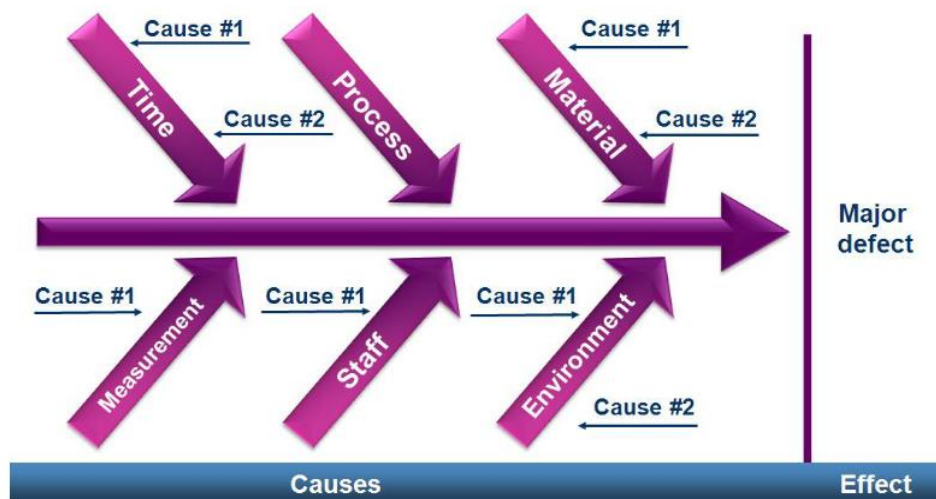 Cause #1
Cause #1
Time
Process
Material
Cause #2
Cause #2
Major
defect
Cause #1
Cause #1
Cause #1
Measurement
Staff
Environment
Cause #2
Causes
Effect